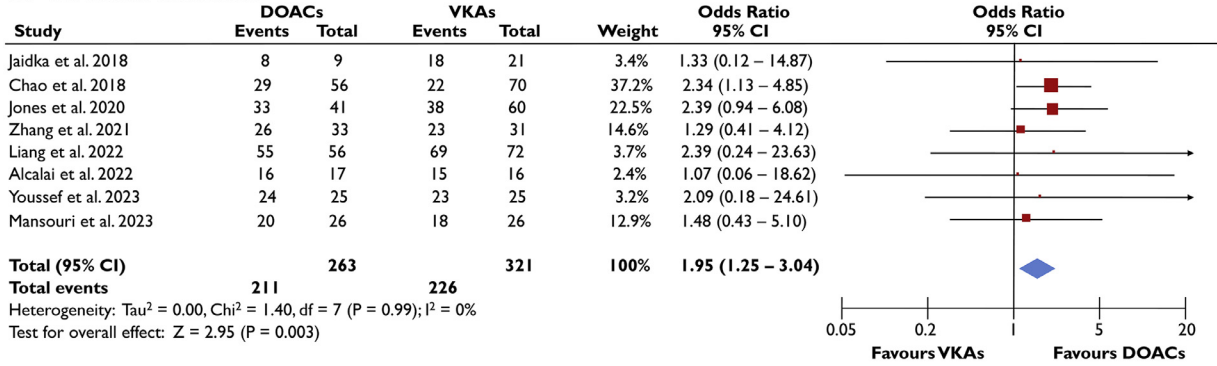 DOACs VKAs Odds Ratio Odds Ratio
Study Events Total Events Total Weight 95% CI 95% CI
Jaidka et al. 2018 8 9 18 21 3.4% 1.33 (0.12 – 14.87)
Chao et al. 2018 29 56 22 70 37.2% 2.34 (1.13 – 4.85)
Jones et al. 2020 33 41 38 60 22.5% 2.39 (0.94 – 6.08)
Zhang et al. 2021 26 33 23 31 14.6% 1.29 (0.41 – 4.12)
Liang et al. 2022 55 56 69 72 3.7% 2.39 (0.24 – 23.63)
Alcalai et al. 2022 16 17 15 16 2.4% 1.07 (0.06 – 18.62)
Youssef et al. 2023 24 25 23 25 3.2% 2.09 (0.18 – 24.61)
Mansouri et al. 2023 20 26 18 26 12.9% 1.48 (0.43 – 5.10)
Total (95% CI) 263 321 100% 1.95 (1.25 – 3.04)
Total events 211 226
Heterogeneity: Tau² = 0.00, Chi² = 1.40, df = 7 (P = 0.99); I² = 0%
Test for overall effect: Z = 2.95 (P = 0.003)
0.05 0.2 1 5 20
Favours VKAs Favours DOACs